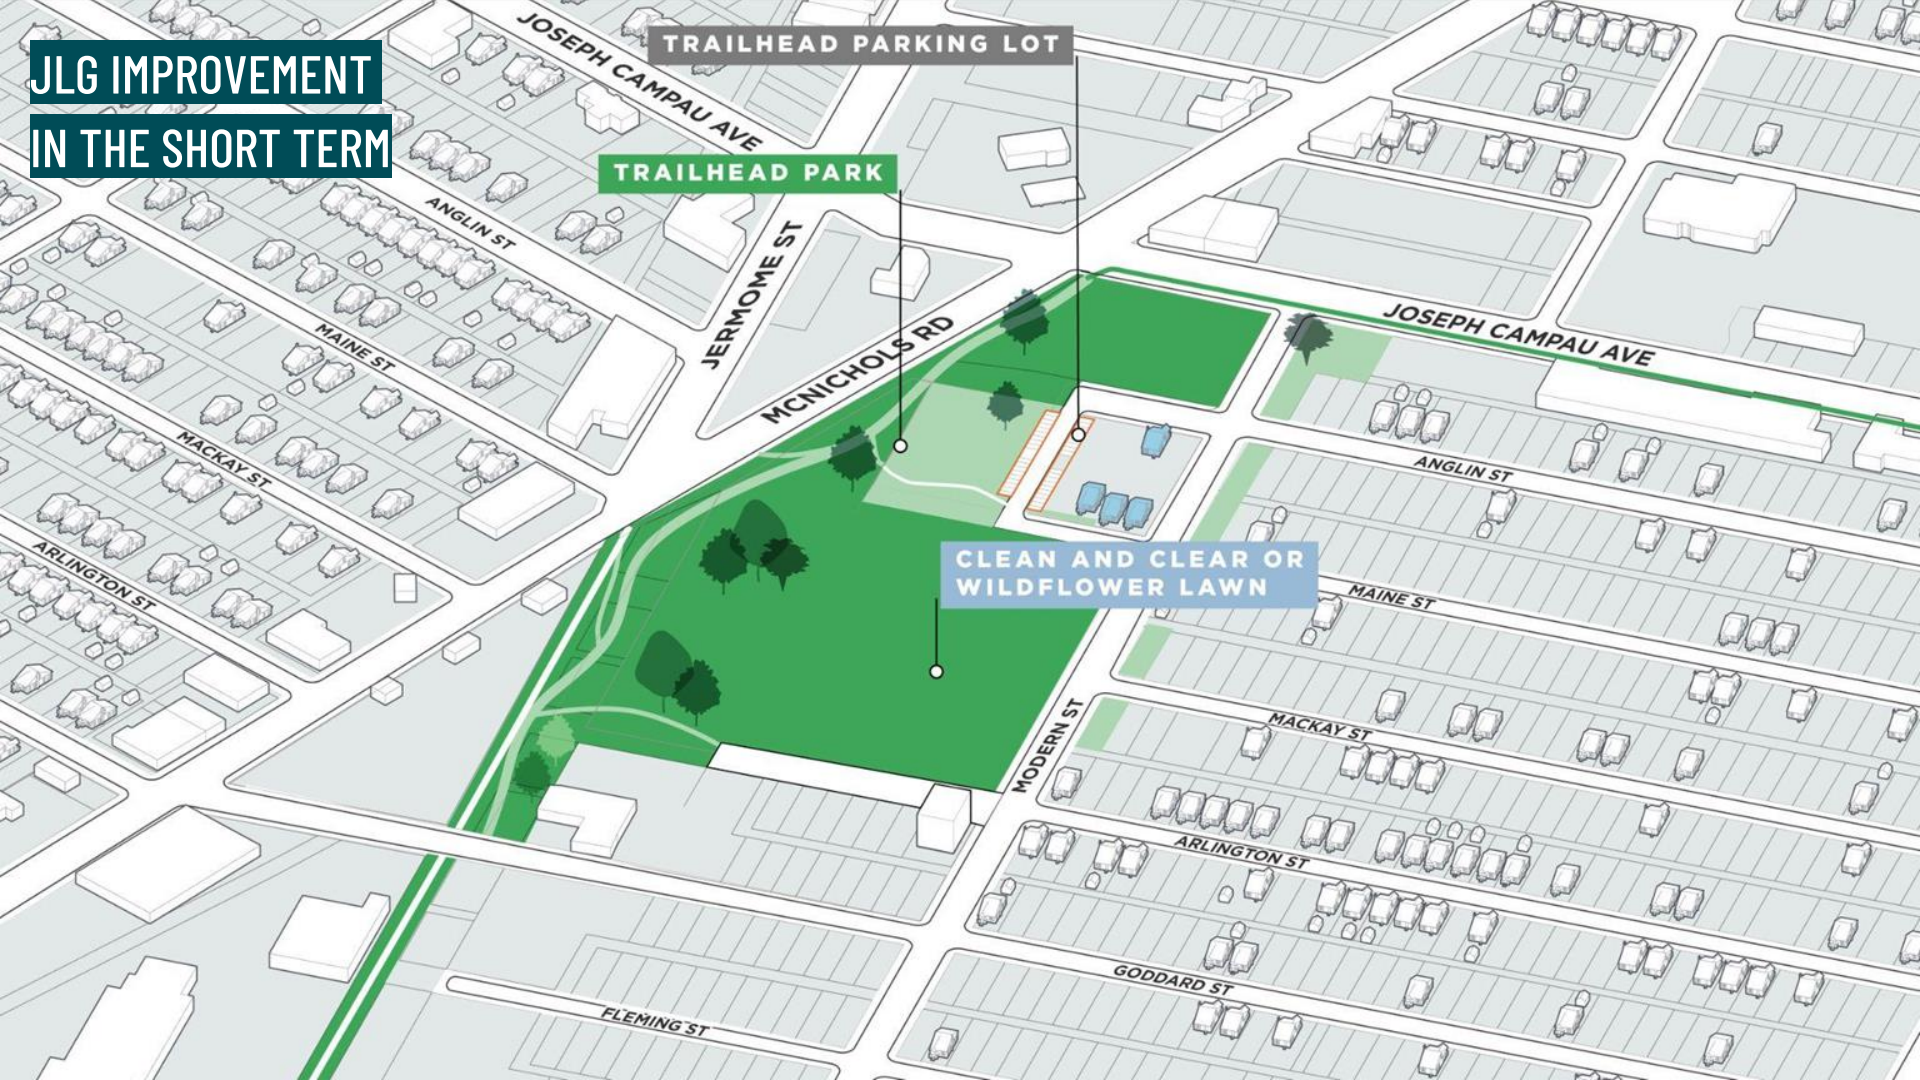 JLG IMPROVEMENT
IN THE SHORT TERM
TRAILHEAD PARKING LOT
JOSEPH CAMPAU AVE
TRAILHEAD PARK
ANGLIN ST
JERMOME ST
MCNICHOLS RD
JOSEPH CAMPAU AVE
MAINE ST
MACKAY ST
ARLINGTON ST
ANGLIN ST
CLEAN AND CLEAR OR
WILDFLOWER LAWN
MAINE ST
MACKAY ST
MODERN ST
ARLINGTON ST
GODDARD ST
FLEMING ST